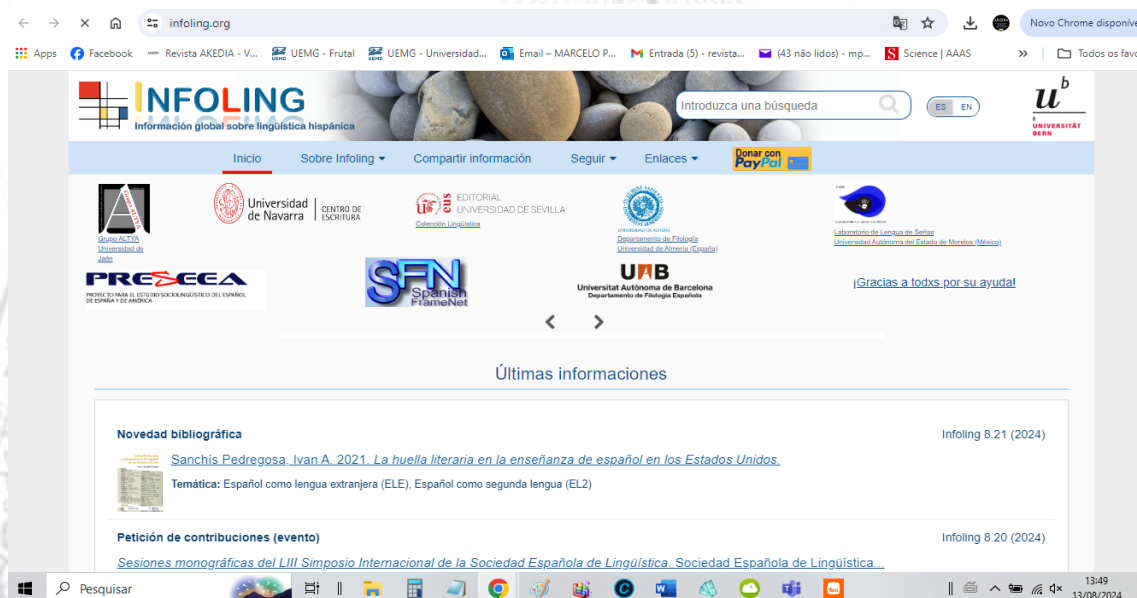 infoling.org
Novo Chrome disponíve
Apps Facebook Revista AKEDIA - V... UEMG - Frutal UEMG - Universidad... Email – MARCELO P... Entrada (5) - revista... (43 não lidos) - mp... Science | AAAS » Todos os favo
INFOLING
Información global sobre lingüística hispánica
Introduzca una búsqueda
ES EN
u b
b
UNIVERSITÄT
BERN
Inicio Sobre Infoling Compartir información Seguir Enlaces Donar con
PayPal
Grupo ALTYA
Universidad de
Jaén
Universidad
de Navarra
CENTRO DE
ESCRITURA
eus EDITORIAL
UNIVERSIDAD DE SEVILLA
Colección Lingüística
Departamento de Filología
Universidad de Almería (España)
Laboratorio de Lengua de Señas
Universidad Autónoma del Estado de Morelos (México)
PRESEEA
PROYECTO PARA EL ESTUDIO SOCIOLINGÜÍSTICO DEL ESPAÑOL
DE ESPAÑA Y DE AMÉRICA
SFN
Spanish
FrameNet
UAB
Universitat Autònoma de Barcelona
Departamento de Filología Española
¡Gracias a todxs por su ayuda!
Últimas informaciones
Novedad bibliográfica Infoling 8.21 (2024)
Sanchís Pedregosa, Ivan A. 2021. La huella literaria en la enseñanza de español en los Estados Unidos.
Temática: Español como lengua extranjera (ELE), Español como segunda lengua (EL2)
Petición de contribuciones (evento) Infoling 8.20 (2024)
Sesiones monográficas del LIII Simposio Internacional de la Sociedad Española de Lingüística. Sociedad Española de Lingüística...
Pesquisar
13:49
13/08/2024